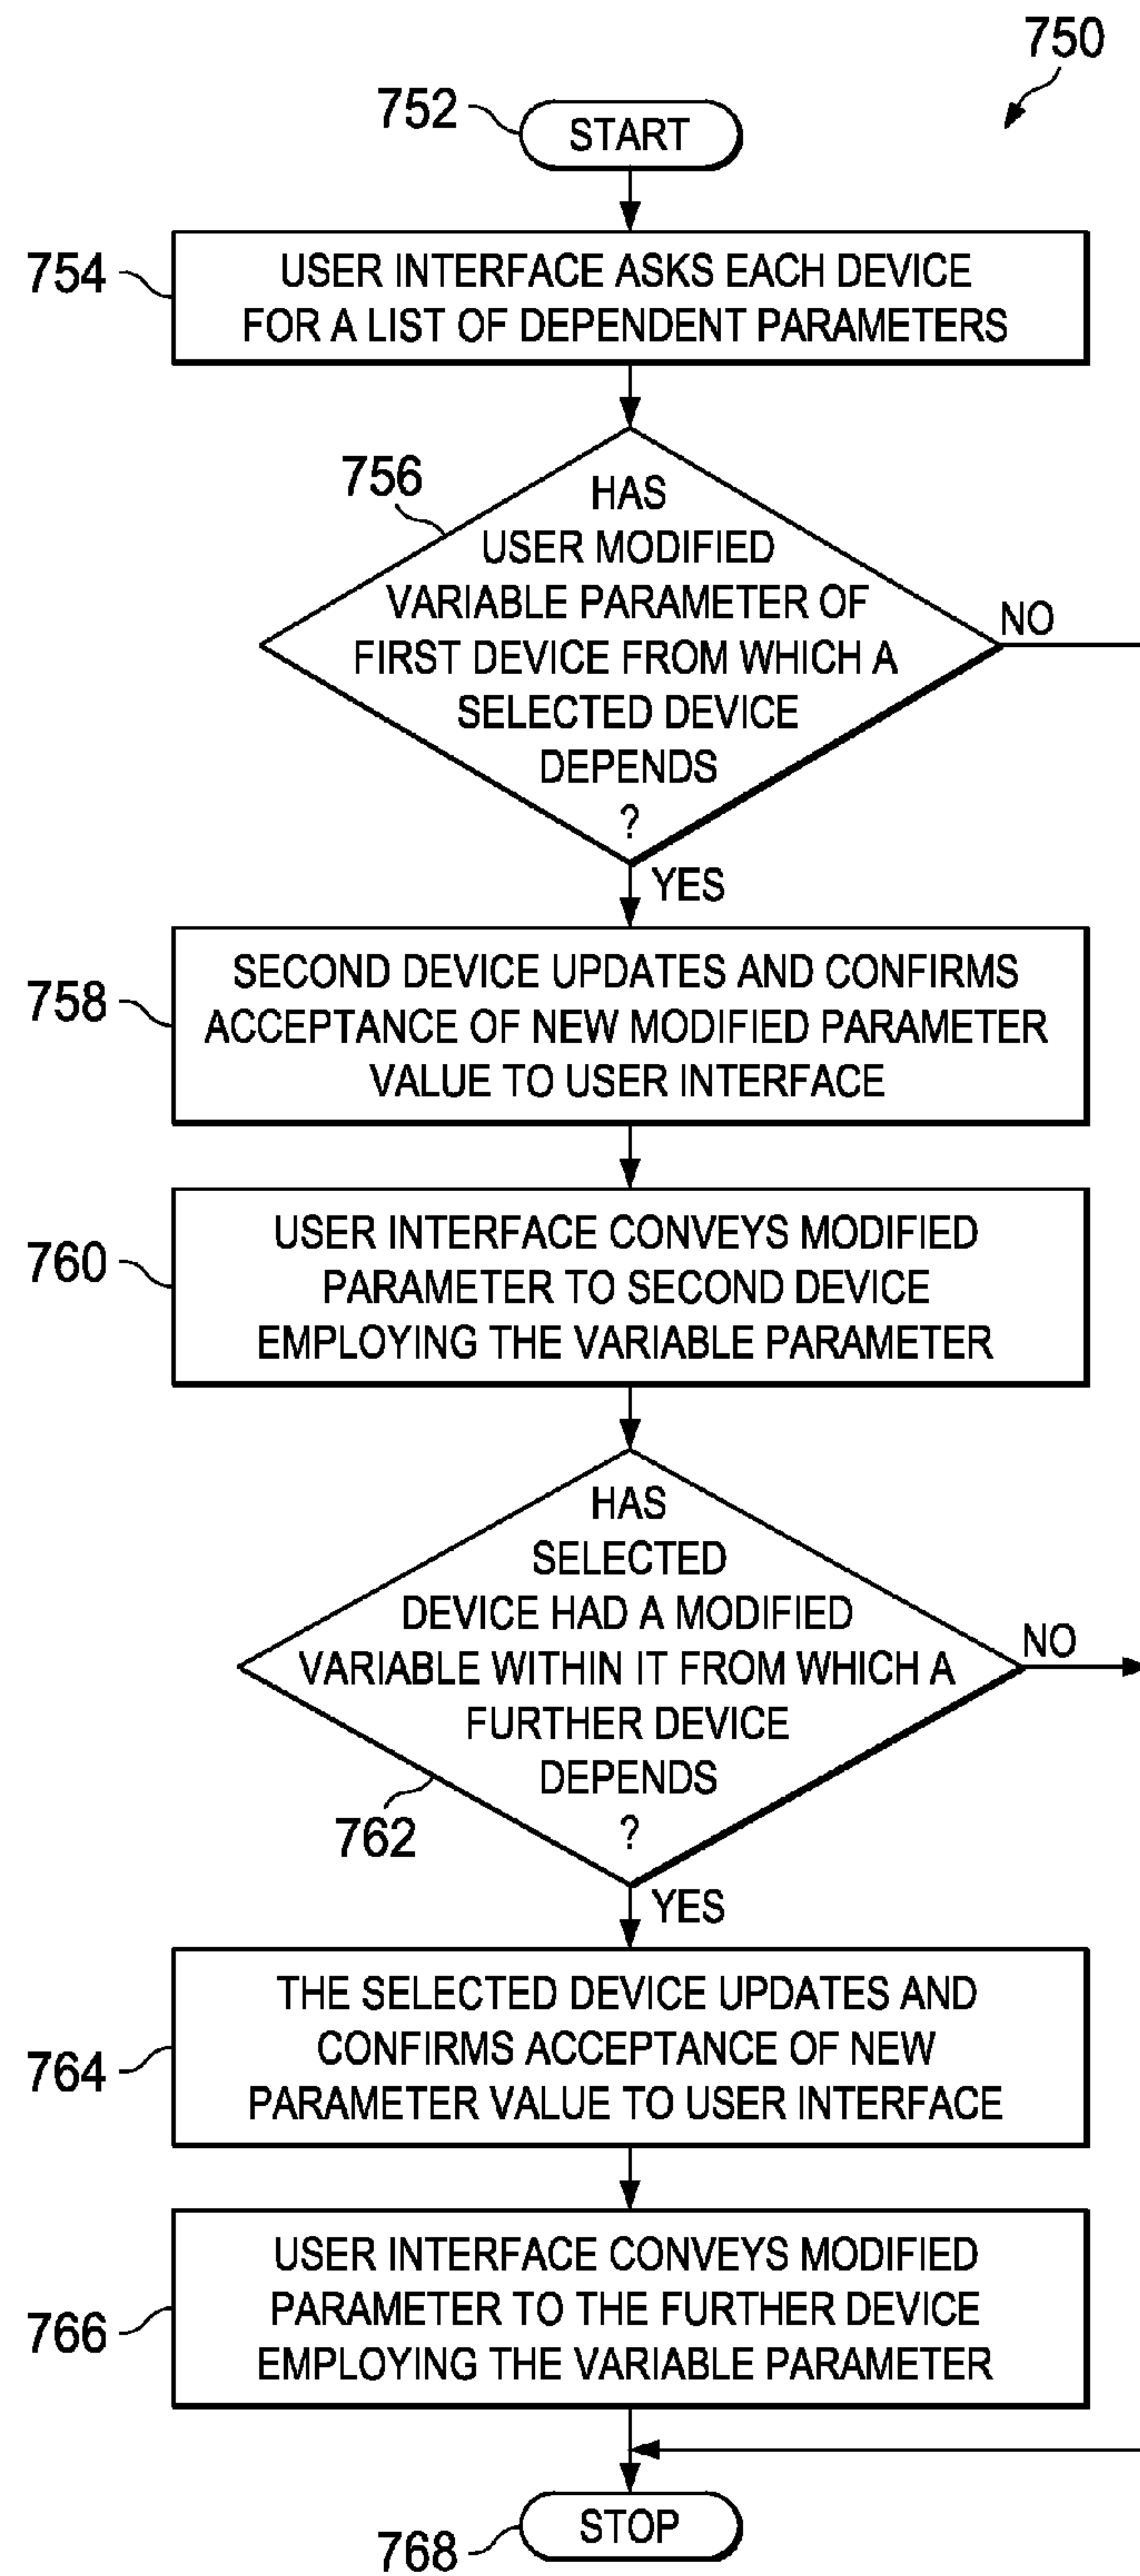 750
752
START
754
USER INTERFACE ASKS EACH DEVICE
FOR A LIST OF DEPENDENT PARAMETERS
756
HAS
USER MODIFIED
VARIABLE PARAMETER OF
FIRST DEVICE FROM WHICH A
SELECTED DEVICE
DEPENDS
?
NO
YES
758
SECOND DEVICE UPDATES AND CONFIRMS
ACCEPTANCE OF NEW MODIFIED PARAMETER
VALUE TO USER INTERFACE
760
USER INTERFACE CONVEYS MODIFIED
PARAMETER TO SECOND DEVICE
EMPLOYING THE VARIABLE PARAMETER
HAS
SELECTED
DEVICE HAD A MODIFIED
VARIABLE WITHIN IT FROM WHICH A
FURTHER DEVICE
DEPENDS
?
NO
762
YES
764
THE SELECTED DEVICE UPDATES AND
CONFIRMS ACCEPTANCE OF NEW
PARAMETER VALUE TO USER INTERFACE
766
USER INTERFACE CONVEYS MODIFIED
PARAMETER TO THE FURTHER DEVICE
EMPLOYING THE VARIABLE PARAMETER
768
STOP